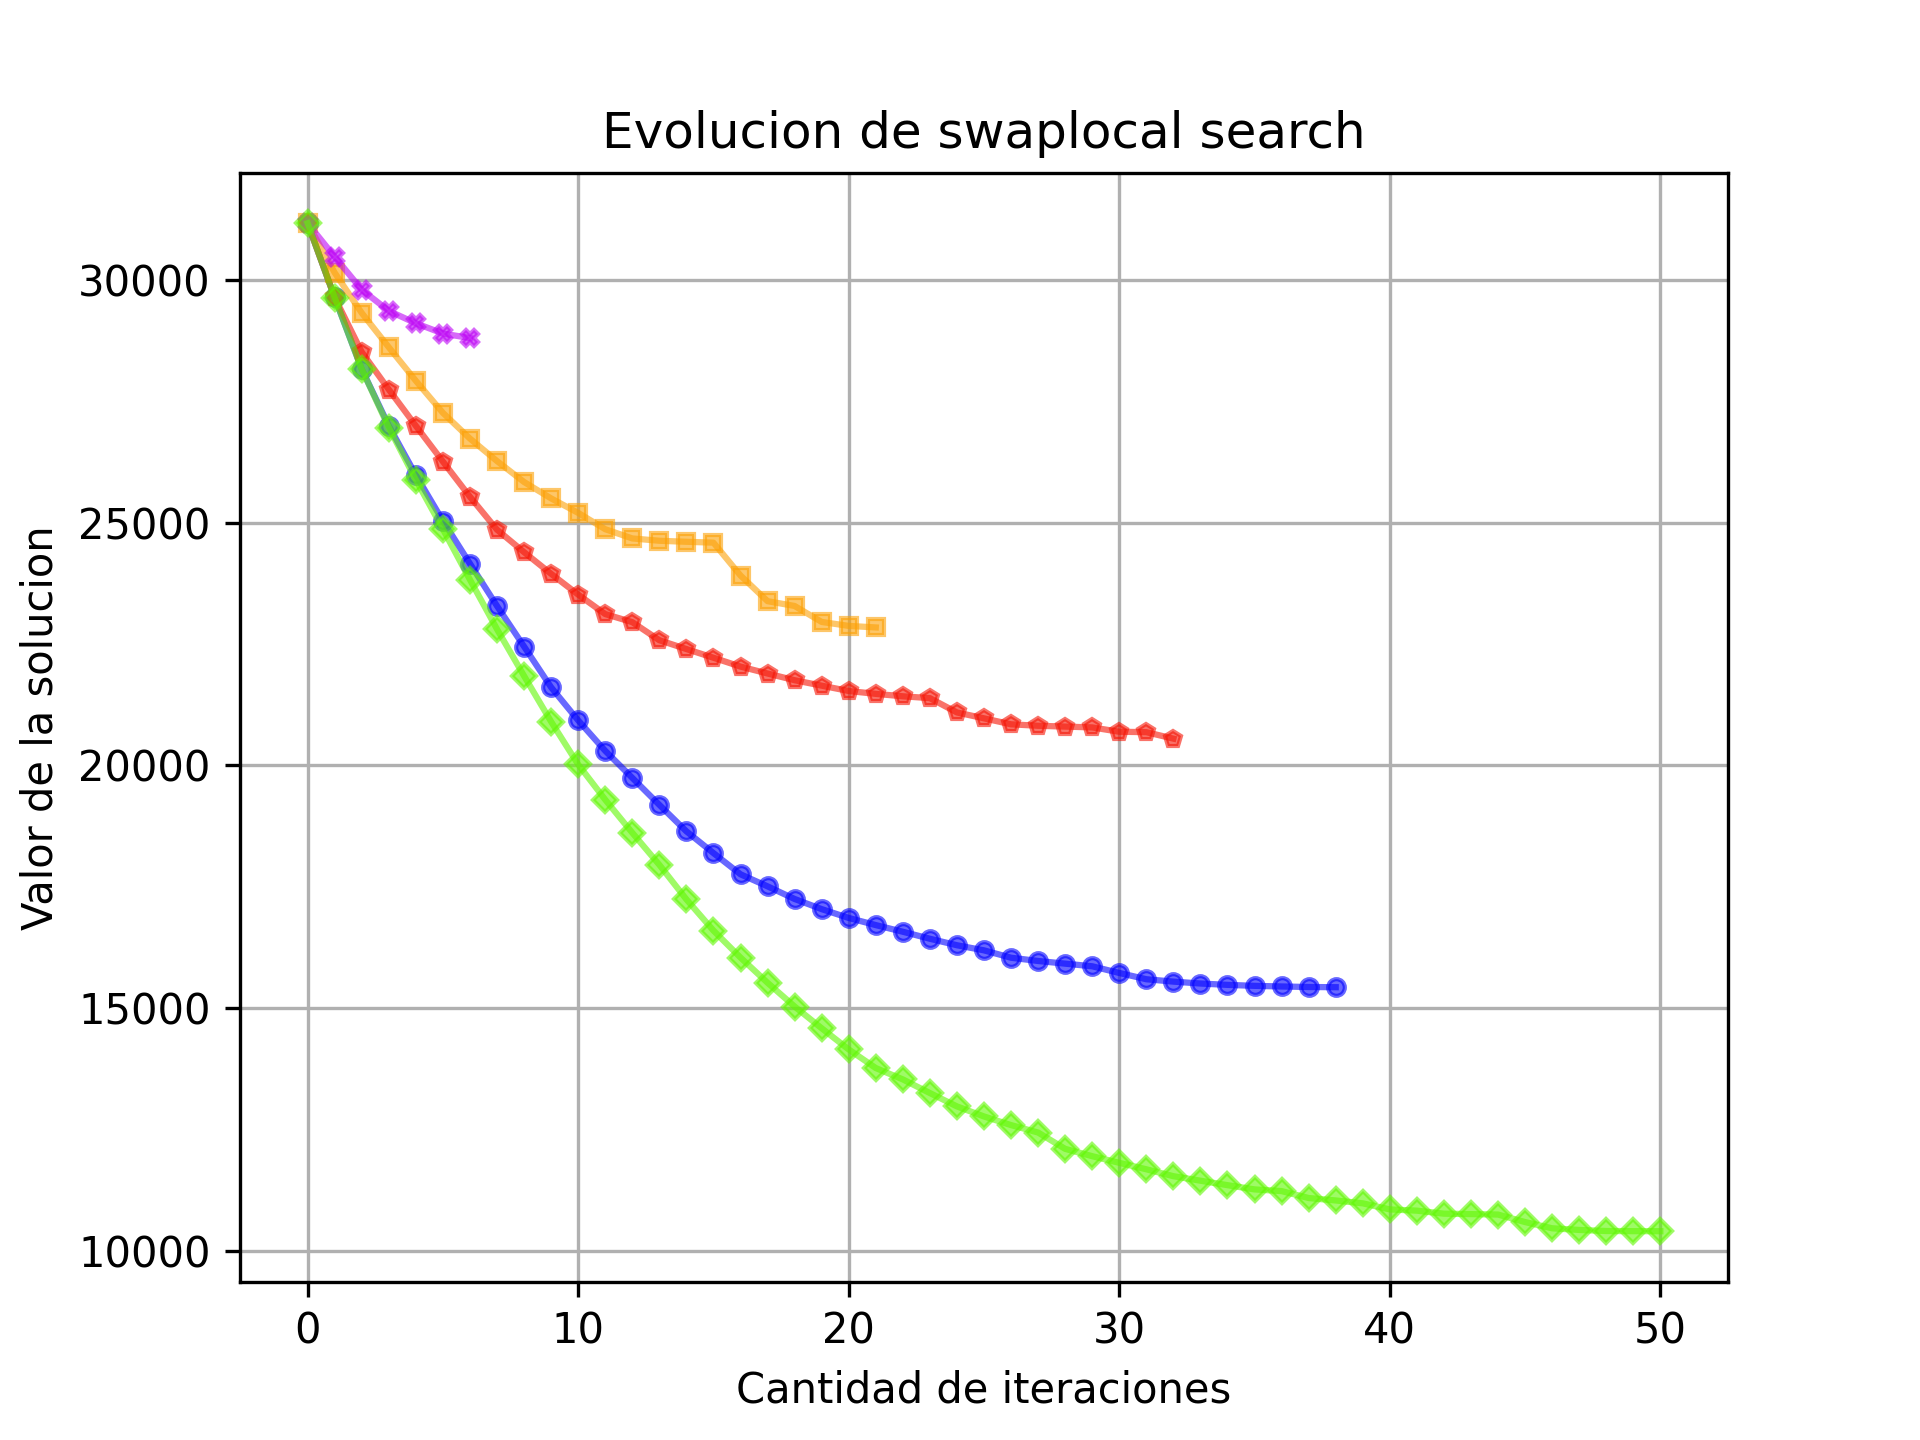 Evolucion de swaplocal search
Valor de la solucion
30000
25000
20000
15000
10000
0 10 20 30 40 50
Cantidad de iteraciones